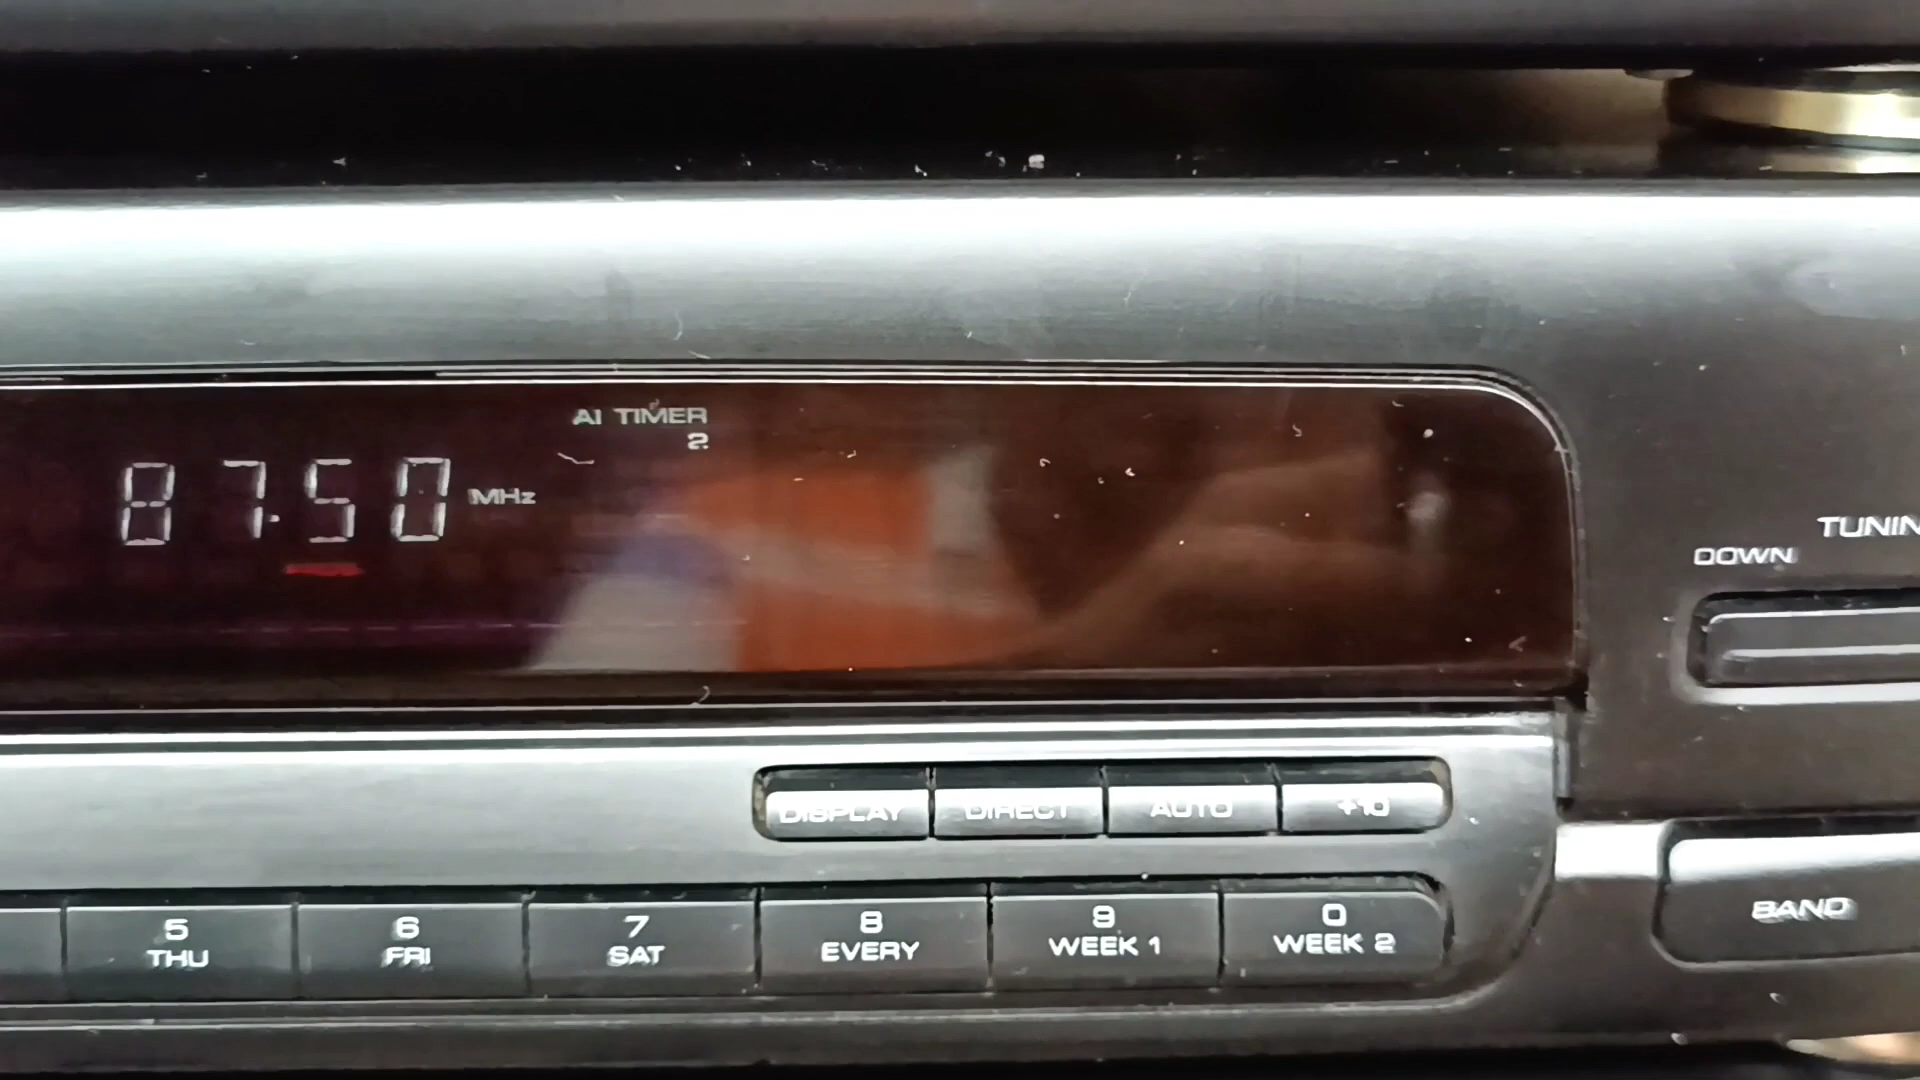 AI TIMER
2
87.50 MHz
TUNIN
DOWN
DISPLAY DIRECT AUTO +10
5 6 7 8 9 0
THU FRI SAT EVERY WEEK 1 WEEK 2
BAND